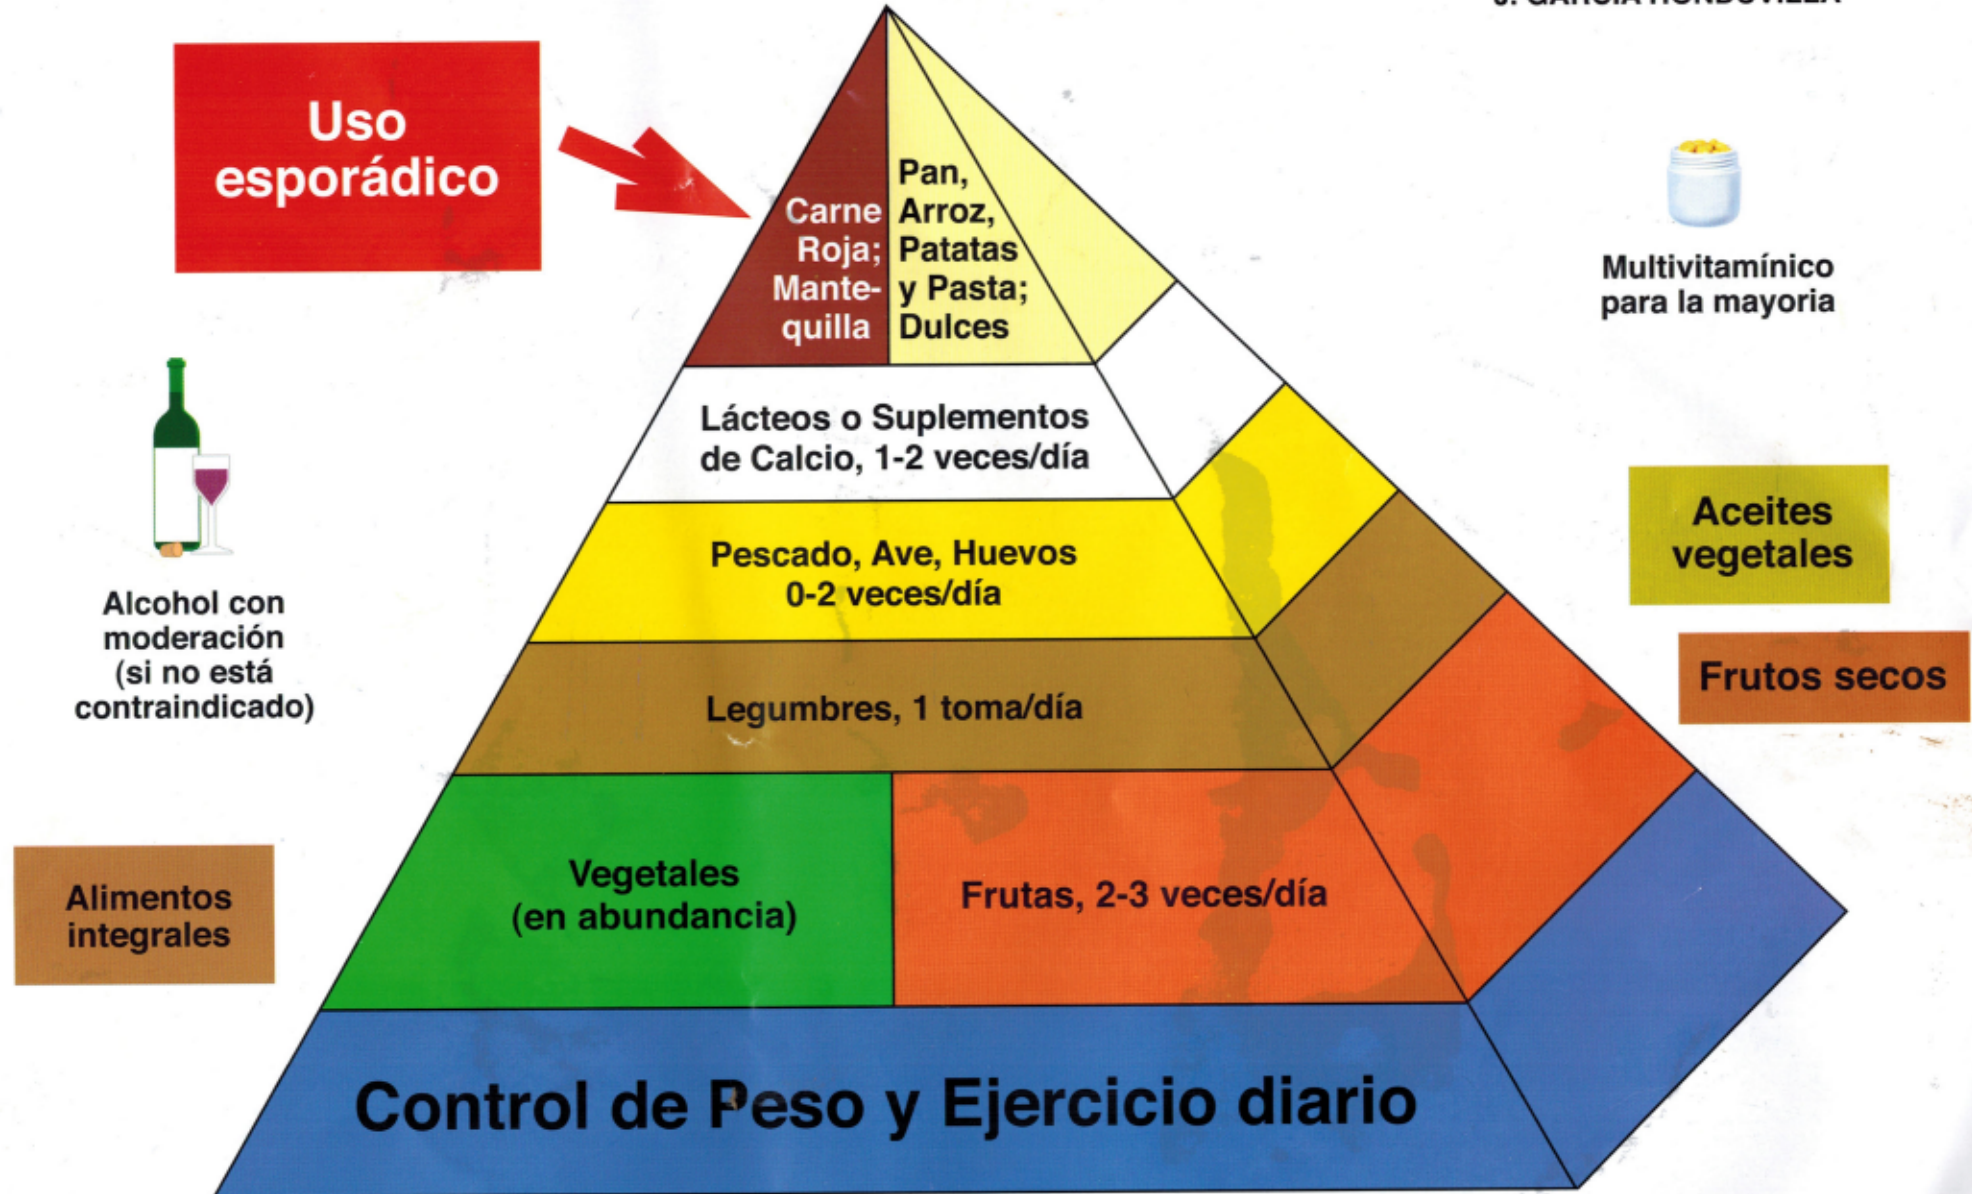 Uso
esporádico
Carne
Roja;
Mante-
quilla
Pan,
Arroz,
Patatas
y Pasta;
Dulces
Multivitamínico
para la mayoria
Lácteos o Suplementos
de Calcio, 1-2 veces/día
Pescado, Ave, Huevos
0-2 veces/día
Aceites
vegetales
Alcohol con
moderación
(si no está
contraindicado)
Legumbres, 1 toma/día
Frutos secos
Alimentos
integrales
Vegetales
(en abundancia)
Frutas, 2-3 veces/día
Control de Peso y Ejercicio diario